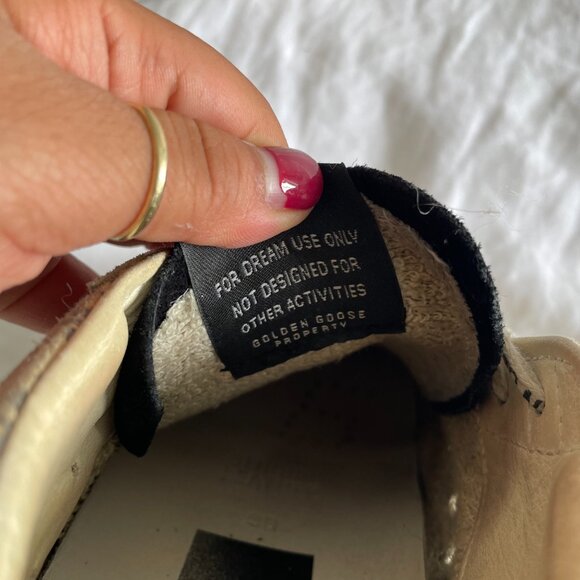 FOR DREAM USE ONLY
NOT DESIGNED FOR
OTHER ACTIVITIES
GOLDEN GOOSE
PROPERTY